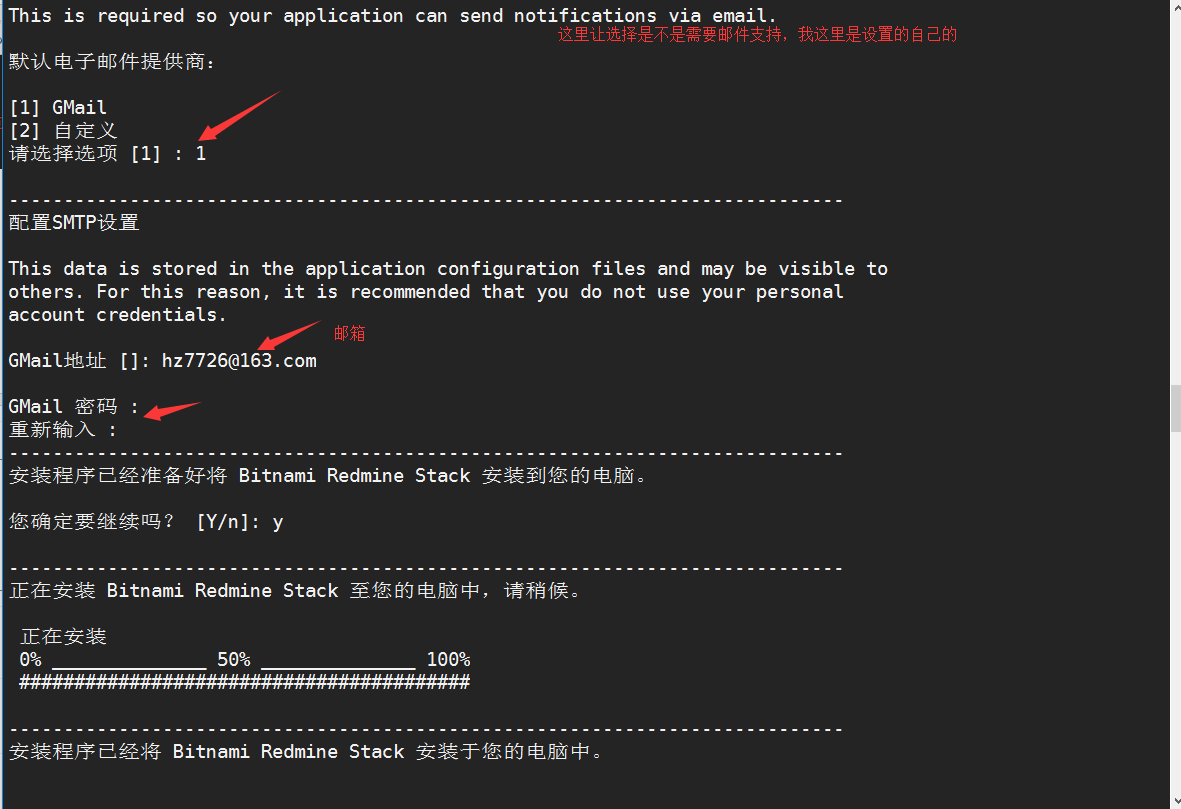 This is required so your application can send notifications via email.
这里让选择是不是需要邮件支持，我这里是设置的自己的
默认电子邮件提供商：
[1] GMail
[2] 自定义
请选择选项 [1] : 1
----------------------------------------------------------------------------
配置SMTP设置
This data is stored in the application configuration files and may be visible to
others. For this reason, it is recommended that you do not use your personal
account credentials.
邮箱
GMail地址 []: hz7726@163.com
GMail 密码 :
重新输入 :
----------------------------------------------------------------------------
安装程序已经准备好将 Bitnami Redmine Stack 安装到您的电脑。
您确定要继续吗？ [Y/n]: y
----------------------------------------------------------------------------
正在安装 Bitnami Redmine Stack 至您的电脑中，请稍候。
正在安装
0% ______________ 50% ______________ 100%
#########################################
----------------------------------------------------------------------------
安装程序已经将 Bitnami Redmine Stack 安装于您的电脑中。